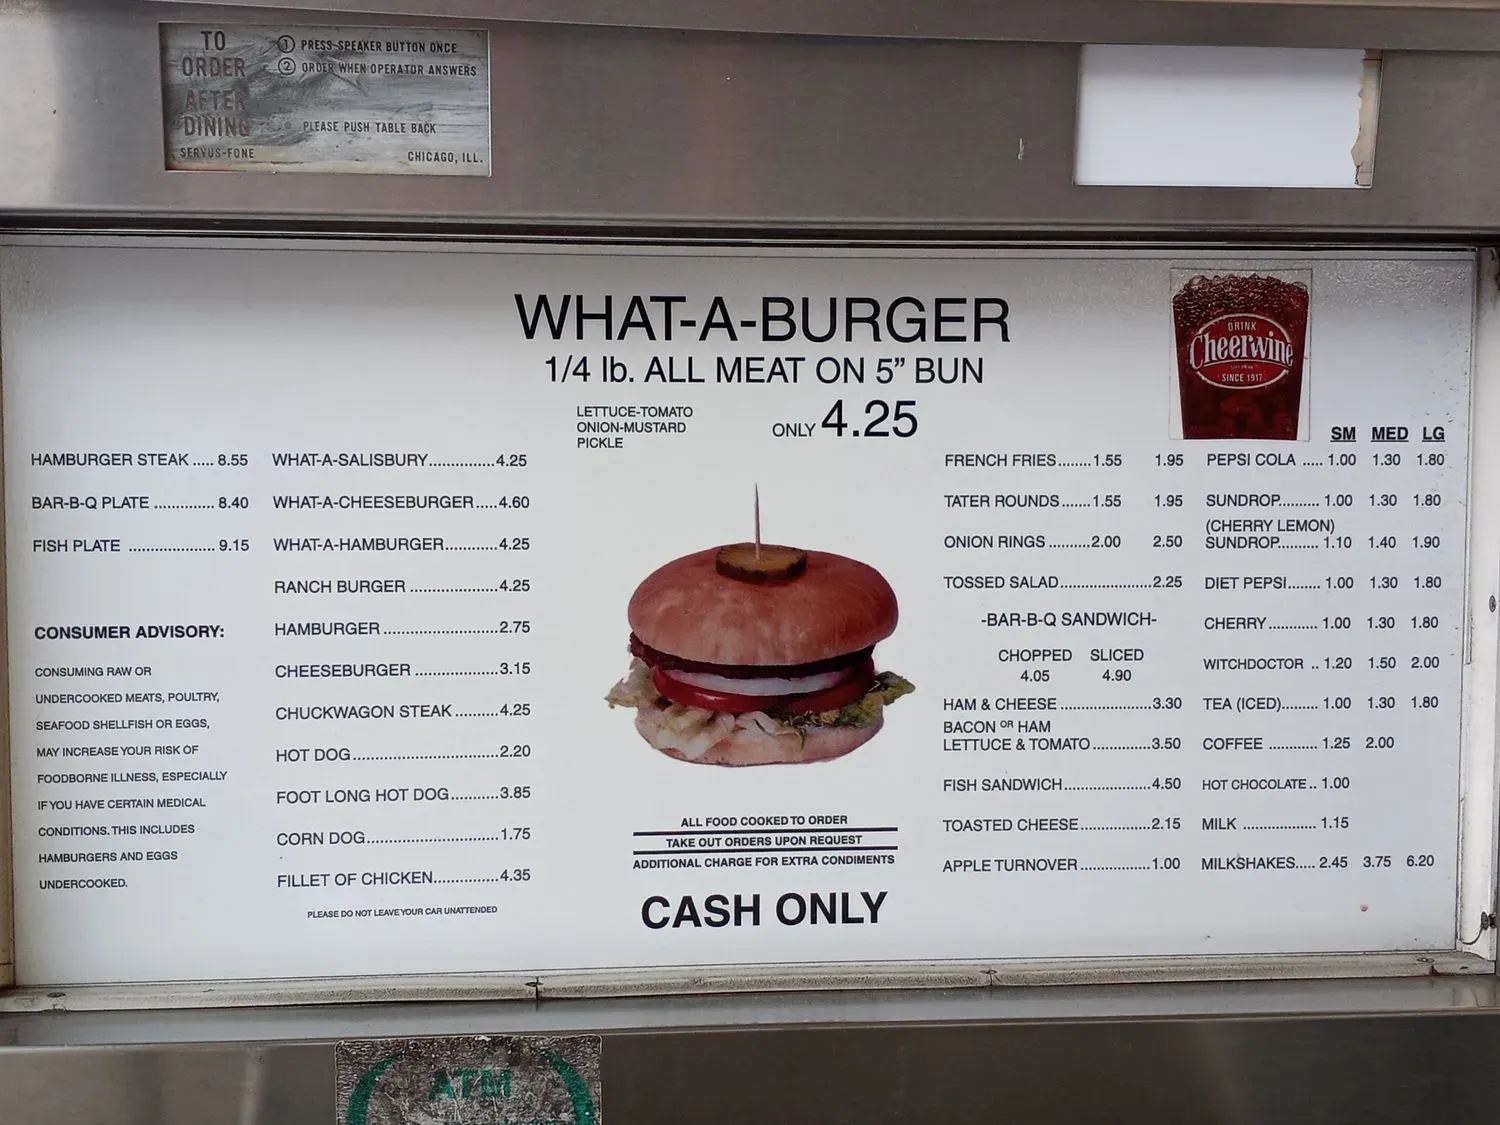 TO
ORDER
① PRESS SPEAKER BUTTON ONCE
② ORDER WHEN OPERATOR ANSWERS
AFTER
DINING
PLEASE PUSH TABLE BACK
SERVUS-FONE
CHICAGO, ILL.
WHAT-A-BURGER
1/4 lb. ALL MEAT ON 5” BUN
LETTUCE-TOMATO
ONION-MUSTARD
PICKLE
ONLY 4.25
DRINK
Cheerwine
SINCE 1917
HAMBURGER STEAK ..... 8.55
BAR-B-Q PLATE .............. 8.40
FISH PLATE .................... 9.15
CONSUMER ADVISORY:
CONSUMING RAW OR
UNDERCOOKED MEATS, POULTRY,
SEAFOOD SHELLFISH OR EGGS,
MAY INCREASE YOUR RISK OF
FOODBORNE ILLNESS, ESPECIALLY
IF YOU HAVE CERTAIN MEDICAL
CONDITIONS. THIS INCLUDES
HAMBURGERS AND EGGS
UNDERCOOKED.
WHAT-A-SALISBURY...............4.25
WHAT-A-CHEESEBURGER.....4.60
WHAT-A-HAMBURGER............4.25
RANCH BURGER ....................4.25
HAMBURGER ..........................2.75
CHEESEBURGER ...................3.15
CHUCKWAGON STEAK ..........4.25
HOT DOG.................................2.20
FOOT LONG HOT DOG...........3.85
CORN DOG..............................1.75
FILLET OF CHICKEN...............4.35
PLEASE DO NOT LEAVE YOUR CAR UNATTENDED
ALL FOOD COOKED TO ORDER
TAKE OUT ORDERS UPON REQUEST
ADDITIONAL CHARGE FOR EXTRA CONDIMENTS
CASH ONLY
FRENCH FRIES........1.55 1.95
TATER ROUNDS.......1.55 1.95
ONION RINGS ..........2.00 2.50
TOSSED SALAD......................2.25
-BAR-B-Q SANDWICH-
CHOPPED SLICED
4.05 4.90
HAM & CHEESE ......................3.30
BACON OR HAM
LETTUCE & TOMATO ..............3.50
FISH SANDWICH.....................4.50
TOASTED CHEESE.................2.15
APPLE TURNOVER .................1.00
SM MED LG
PEPSI COLA ..... 1.00 1.30 1.80
SUNDROP.......... 1.00 1.30 1.80
(CHERRY LEMON)
SUNDROP.......... 1.10 1.40 1.90
DIET PEPSI........ 1.00 1.30 1.80
CHERRY............ 1.00 1.30 1.80
WITCHDOCTOR .. 1.20 1.50 2.00
TEA (ICED)......... 1.00 1.30 1.80
COFFEE ............ 1.25 2.00
HOT CHOCOLATE .. 1.00
MILK .................. 1.15
MILKSHAKES..... 2.45 3.75 6.20
ATM